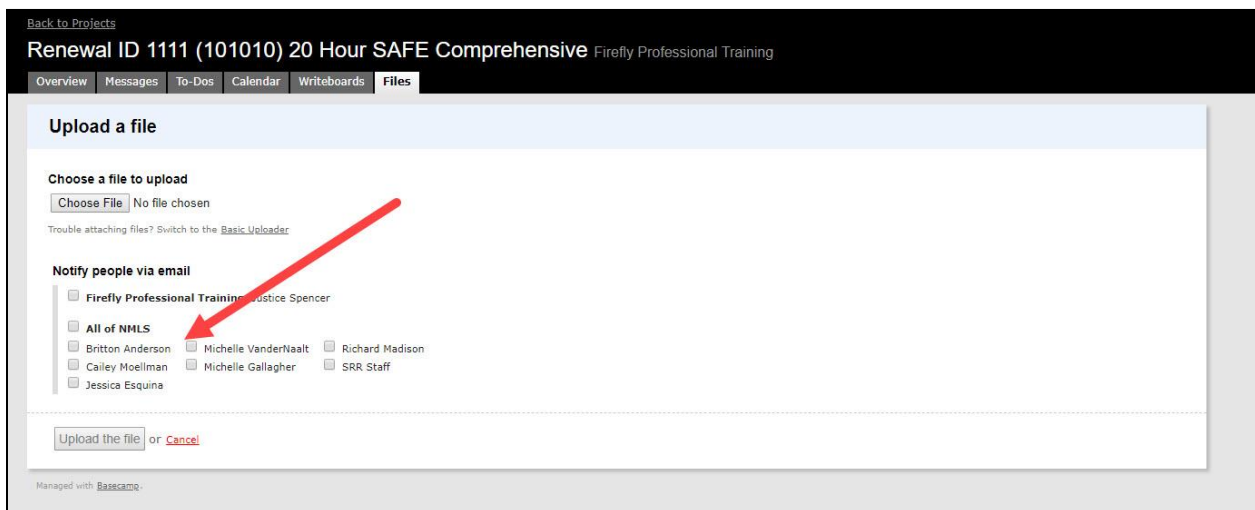 Back to Projects
Renewal ID 1111 (101010) 20 Hour SAFE Comprehensive Firefly Professional Training
Overview Messages To-Dos Calendar Writeboards Files
Upload a file
Choose a file to upload
Choose File No file chosen
Trouble attaching files? Switch to the Basic Uploader
Notify people via email
Firefly Professional Training Justice Spencer
All of NMLS
Britton Anderson Michelle VanderNaalt Richard Madison
Cailey Moellman Michelle Gallagher SRR Staff
Jessica Esquina
Upload the file or Cancel
Managed with Basecamp.